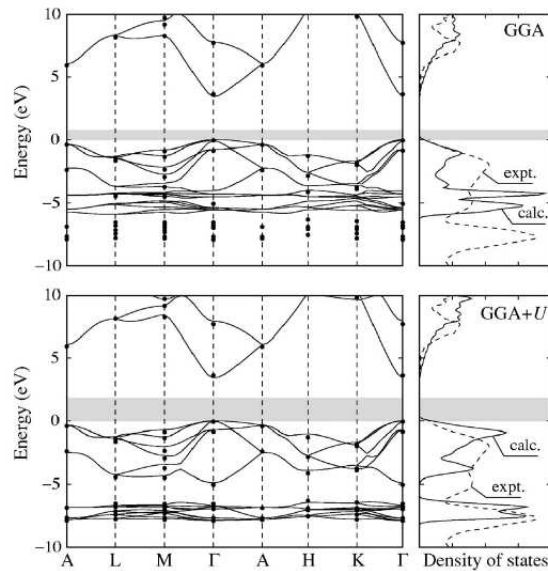 10
GGA
5
Energy (eV)
0
expt.
-5
calc.
-10
10
GGA+U
5
Energy (eV)
0
calc.
-5
expt.
-10
A L M Γ A H K Γ Density of states